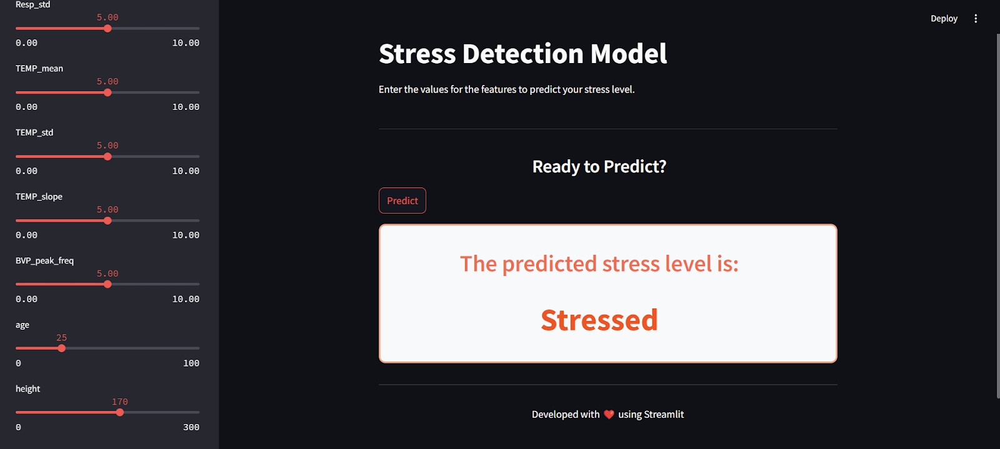 Resp_std
5.00
0.00 10.00
TEMP_mean
5.00
0.00 10.00
TEMP_std
5.00
0.00 10.00
TEMP_slope
5.00
0.00 10.00
BVP_peak_freq
5.00
0.00 10.00
age
25
0 100
height
170
0 300
Deploy
Stress Detection Model
Enter the values for the features to predict your stress level.
Ready to Predict?
Predict
The predicted stress level is:
Stressed
Developed with ❤️ using Streamlit